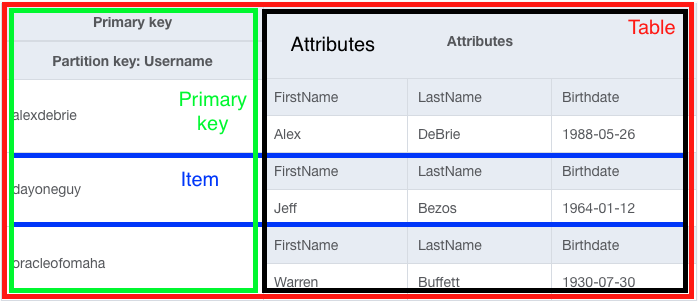 Primary key
Attributes
Attributes
Table
Partition key: Username
FirstName LastName Birthdate
alexdebrie
Primary
key
Alex DeBrie 1988-05-26
FirstName LastName Birthdate
dayoneguy
Item
Jeff Bezos 1964-01-12
FirstName LastName Birthdate
oracleofomaha
Warren Buffett 1930-07-30